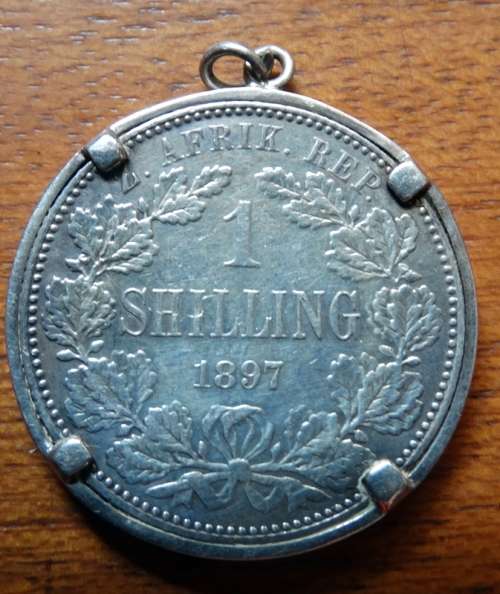 Z. AFRIK. REP.
1
SHILLING
1897